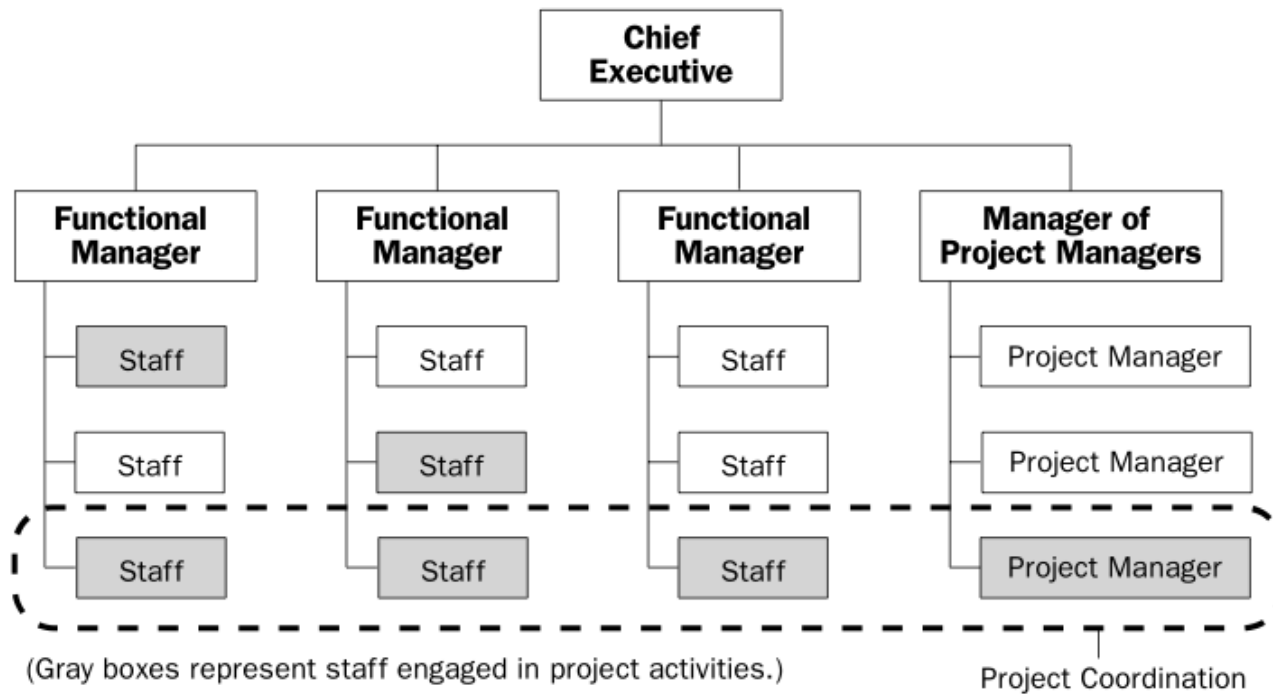 Chief
Executive
Functional
Manager
Functional
Manager
Functional
Manager
Manager of
Project Managers
Staff
Staff
Staff
Project Manager
Staff
Staff
Staff
Project Manager
Staff
Staff
Staff
Project Manager
(Gray boxes represent staff engaged in project activities.)
Project Coordination